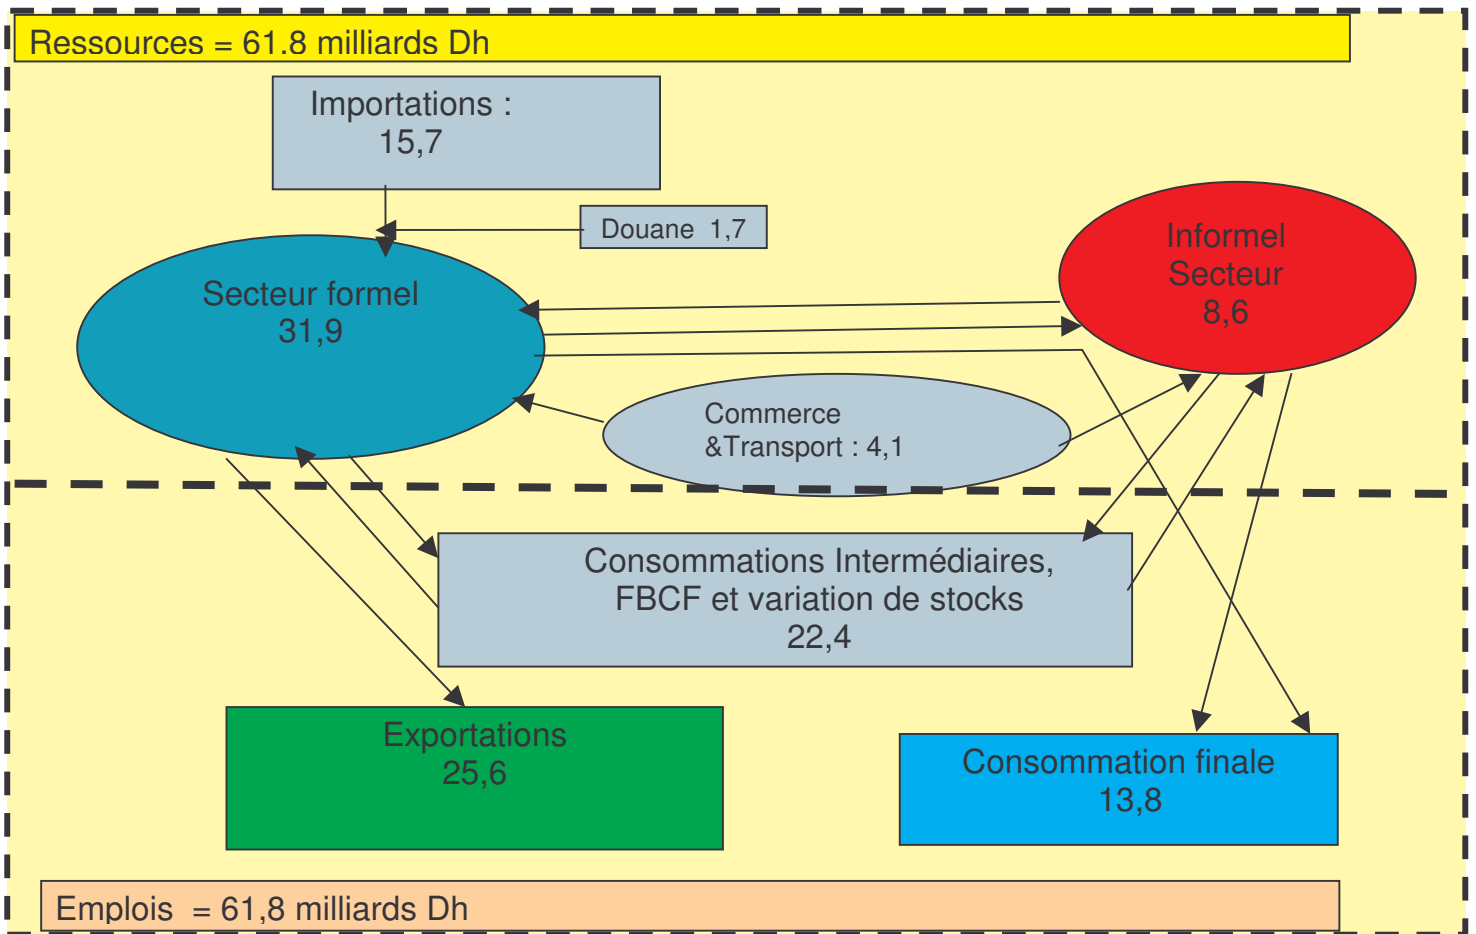 Ressources = 61.8 milliards Dh
Importations :
15,7
Douane 1,7
Secteur formel
31,9
Informel
Secteur
8,6
Commerce
&Transport : 4,1
Consommations Intermédiaires,
FBCF et variation de stocks
22,4
Exportations
25,6
Consommation finale
13,8
Emplois = 61,8 milliards Dh